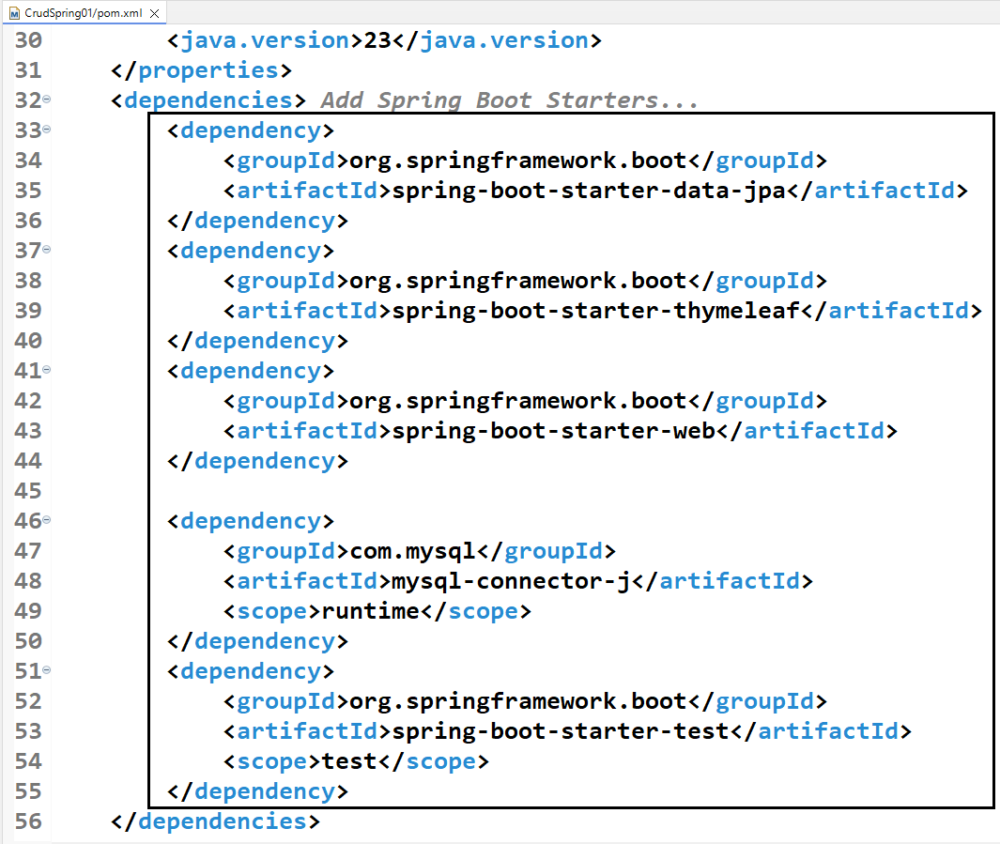 CrudSpring01/pom.xml
30 <java.version>23</java.version>
31 </properties>
32 <dependencies> Add Spring Boot Starters...
33 <dependency>
34 <groupId>org.springframework.boot</groupId>
35 <artifactId>spring-boot-starter-data-jpa</artifactId>
36 </dependency>
37 <dependency>
38 <groupId>org.springframework.boot</groupId>
39 <artifactId>spring-boot-starter-thymeleaf</artifactId>
40 </dependency>
41 <dependency>
42 <groupId>org.springframework.boot</groupId>
43 <artifactId>spring-boot-starter-web</artifactId>
44 </dependency>
45
46 <dependency>
47 <groupId>com.mysql</groupId>
48 <artifactId>mysql-connector-j</artifactId>
49 <scope>runtime</scope>
50 </dependency>
51 <dependency>
52 <groupId>org.springframework.boot</groupId>
53 <artifactId>spring-boot-starter-test</artifactId>
54 <scope>test</scope>
55 </dependency>
56 </dependencies>